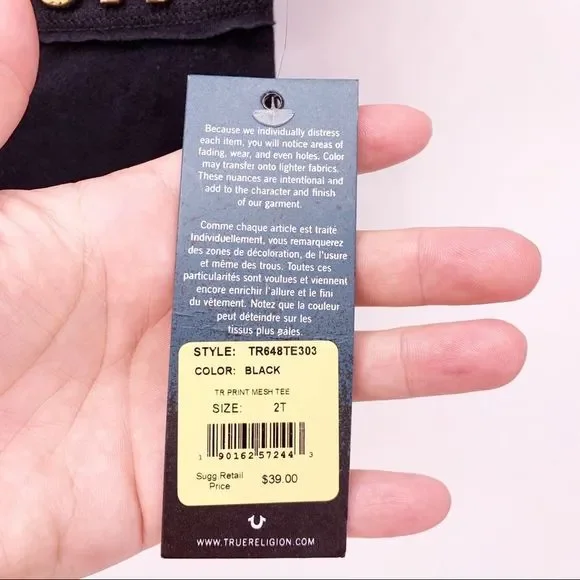 Because we individually distress
each item, you will notice areas of
fading, wear, and even holes. Color
may transfer onto lighter fabrics.
These nuances are intentional and
add to the character and finish
of our garment.
Comme chaque article est traité
Individuellement, vous remarquerez
des zones de décoloration, de l'usure
et même des trous. Toutes ces
particularités sont voulues et viennent
encore enrichir l'allure et le fini
du vêtement. Notez que la couleur
peut déteindre sur les
tissus plus pales.
STYLE: TR648TE303
COLOR: BLACK
TR PRINT MESH TEE
SIZE: 2T
1 90162 57244 3
Sugg.Retail
Price $39.00
WWW.TRUERELIGION.COM